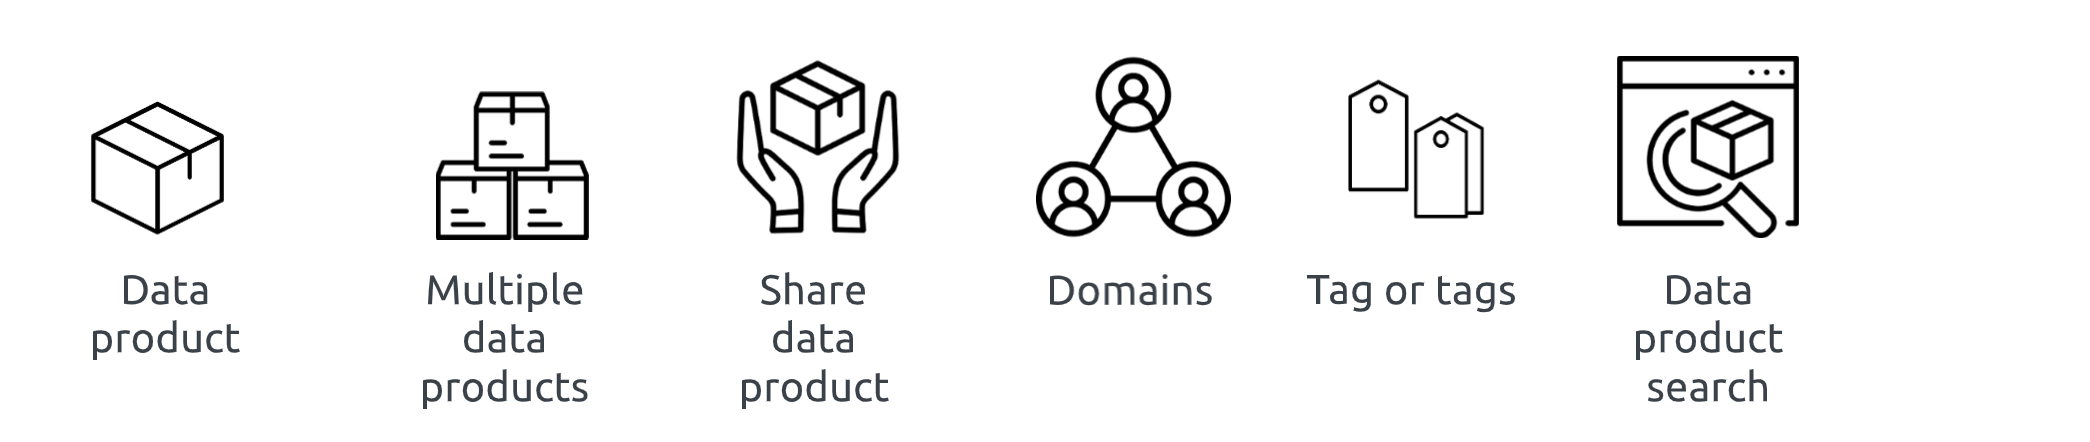 Data
product
Multiple
data
products
Share
data
product
Domains
Tag or tags
Data
product
search